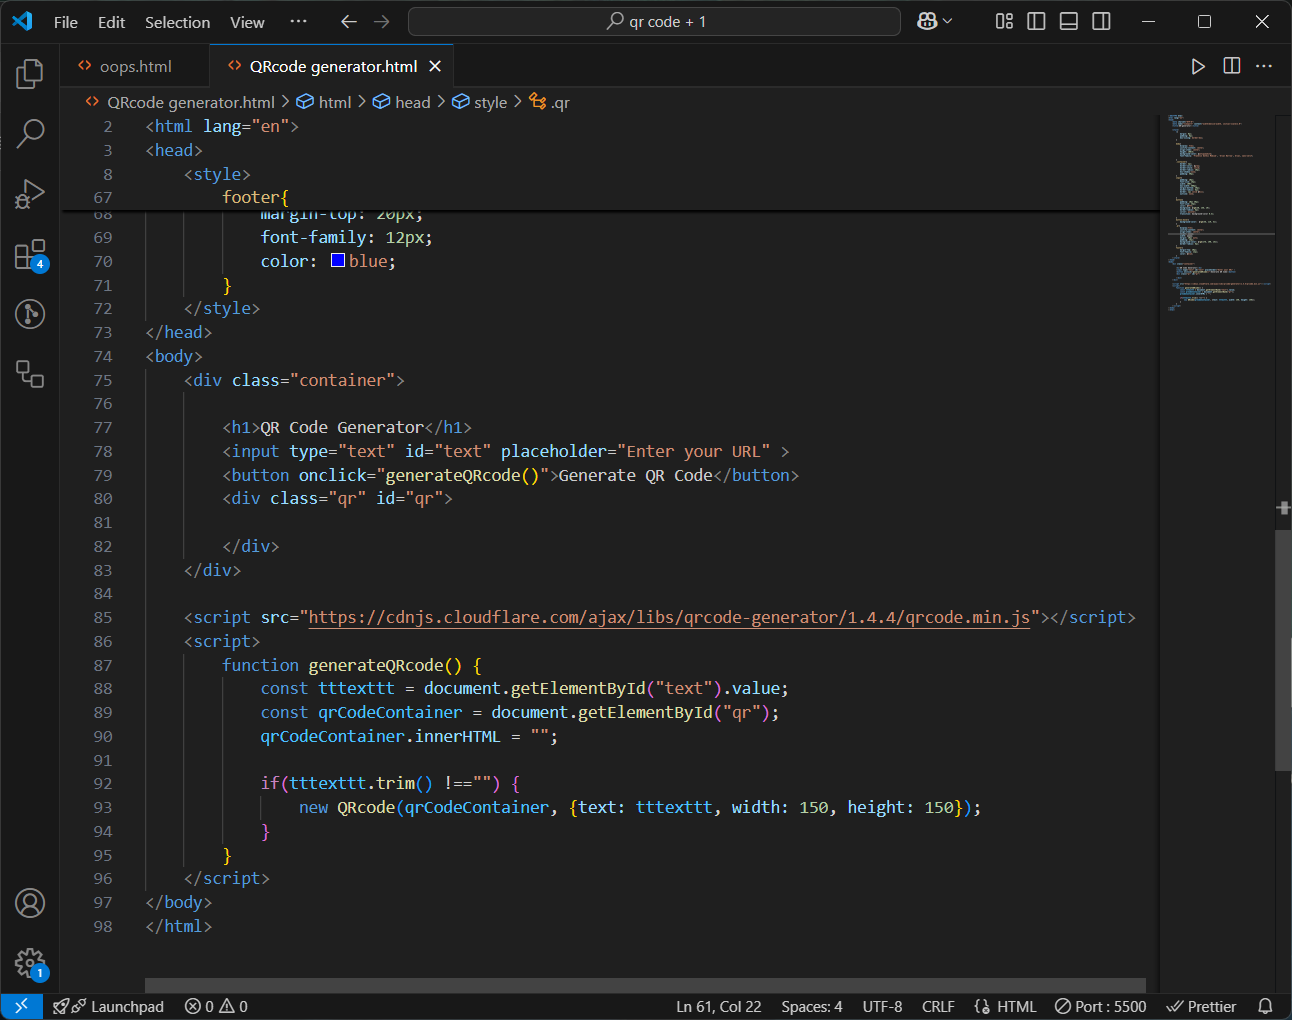 File Edit Selection View ··· qr code + 1
oops.html QRcode generator.html
QRcode generator.html > html > head > style > .qr
2 <html lang="en">
3 <head>
8 <style>
67 footer{
68 margin-top: 20px;
69 font-family: 12px;
70 color: blue;
71 }
72 </style>
73 </head>
74 <body>
75 <div class="container">
76
77 <h1>QR Code Generator</h1>
78 <input type="text" id="text" placeholder="Enter your URL" >
79 <button onclick="generateQRcode()">Generate QR Code</button>
80 <div class="qr" id="qr">
81
82 </div>
83 </div>
84
85 <script src="https://cdnjs.cloudflare.com/ajax/libs/qrcode-generator/1.4.4/qrcode.min.js"></script>
86 <script>
87 function generateQRcode() {
88 const tttexttt = document.getElementById("text").value;
89 const qrCodeContainer = document.getElementById("qr");
90 qrCodeContainer.innerHTML = "";
91
92 if(tttexttt.trim() !=="") {
93 new QRcode(qrCodeContainer, {text: tttexttt, width: 150, height: 150});
94 }
95 }
96 </script>
97 </body>
98 </html>
4
1
Launchpad 0 0 Ln 61, Col 22 Spaces: 4 UTF-8 CRLF HTML Port : 5500 Prettier